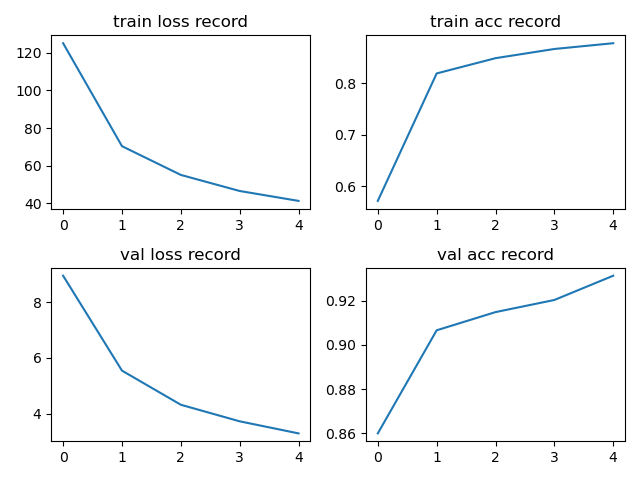 train loss record
120
100
80
60
40
0 1 2 3 4
train acc record
0.8
0.7
0.6
0 1 2 3 4
val loss record
8
6
4
0 1 2 3 4
val acc record
0.92
0.90
0.88
0.86
0 1 2 3 4